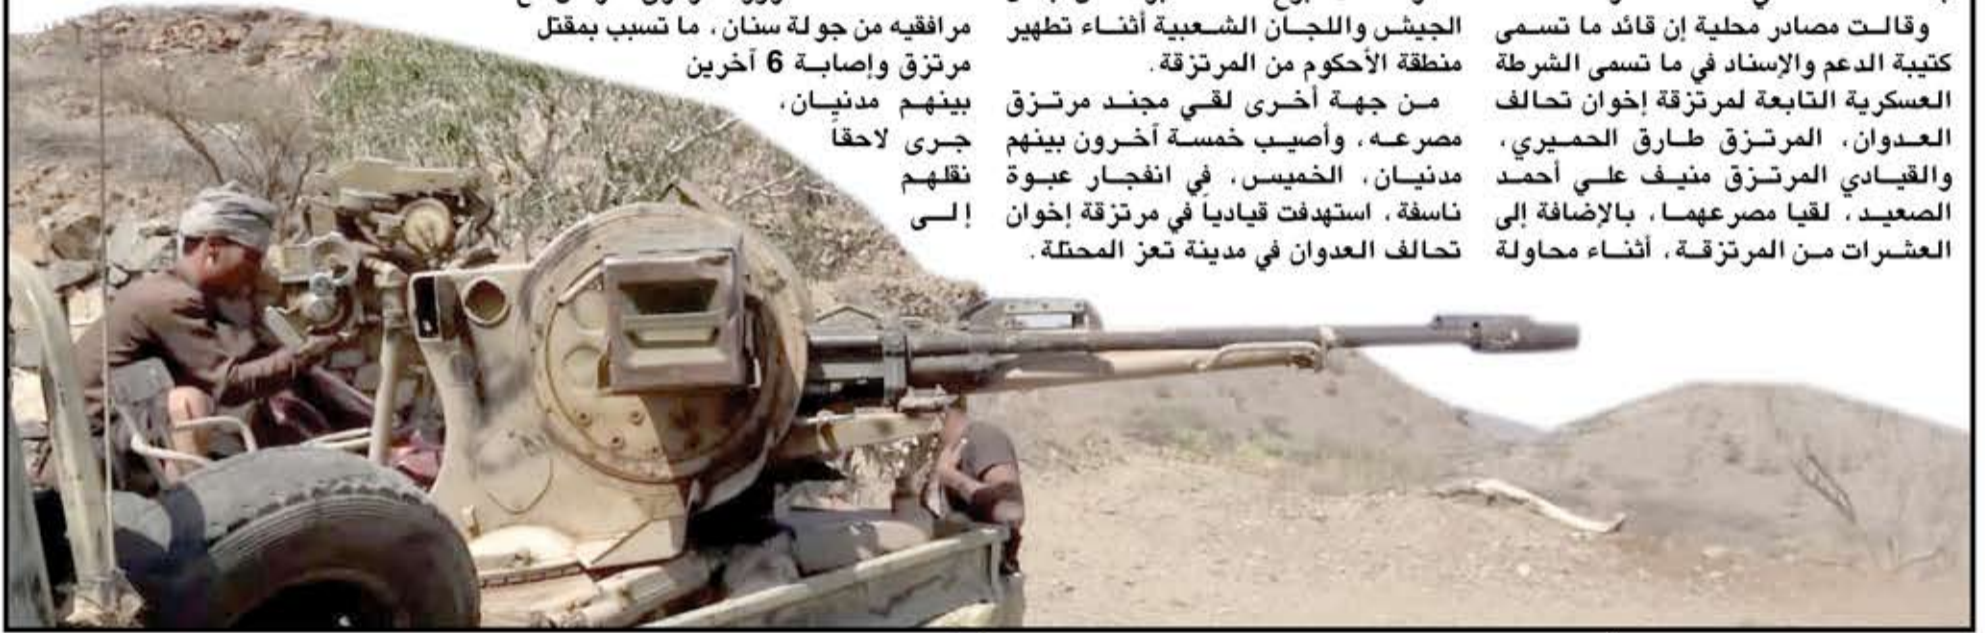 وقالت مصادر محلية إن قائد ما تسمى
كتيبة الدعم والإسناد في ما تسمى الشرطة
العسكرية التابعة لمرتزقة إخوان تحالف
العدوان، المرتزق طارق الحميري،
والقيادي المرتزق منيف علي أحمد
الصعيد، لقيا مصرعهما، بالإضافة إلى
العشرات من المرتزقة، أثناء محاولة
الجيش واللجان الشعبية أثناء تطهير
منطقة الأحكوم من المرتزقة.
من جهة أخرى لقي مجند مرتزق
مصرعه، وأصيب خمسة آخرون بينهم
مدنيان، الخميس، في انفجار عبوة
ناسفة، استهدفت قيادياً في مرتزقة إخوان
تحالف العدوان في مدينة تعز المحتلة.
مرافقيه من جولة سنان، ما تسبب بمقتل
مرتزق وإصابة 6 آخرين
بينهم مدنيان،
جرى لاحقاً
نقلهم
إلى